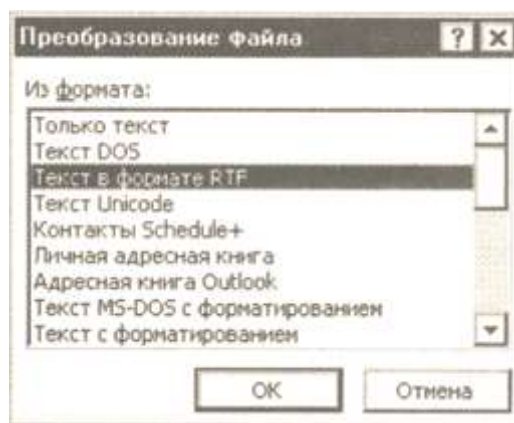 Преобразование файла
Из формата:
Только текст
Текст DOS
Текст в формате RTF
Текст Unicode
Контакты Schedule+
Личная адресная книга
Адресная книга Outlook
Текст MS-DOS с форматированием
Текст с форматированием
OK
Отмена